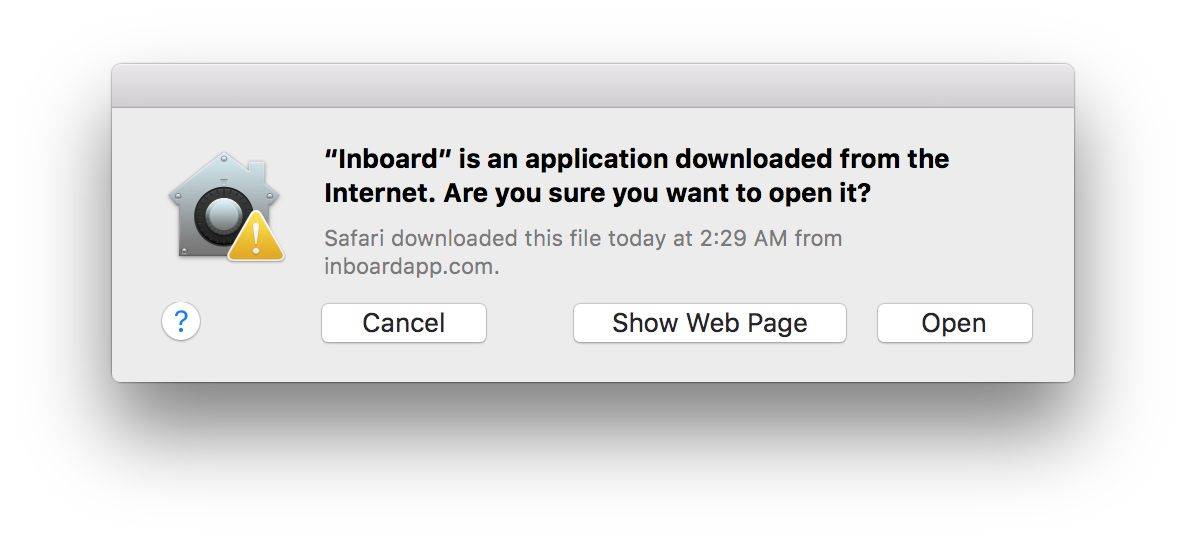 “Inboard” is an application downloaded from the
Internet. Are you sure you want to open it?
Safari downloaded this file today at 2:29 AM from
inboardapp.com.
?
Cancel
Show Web Page
Open